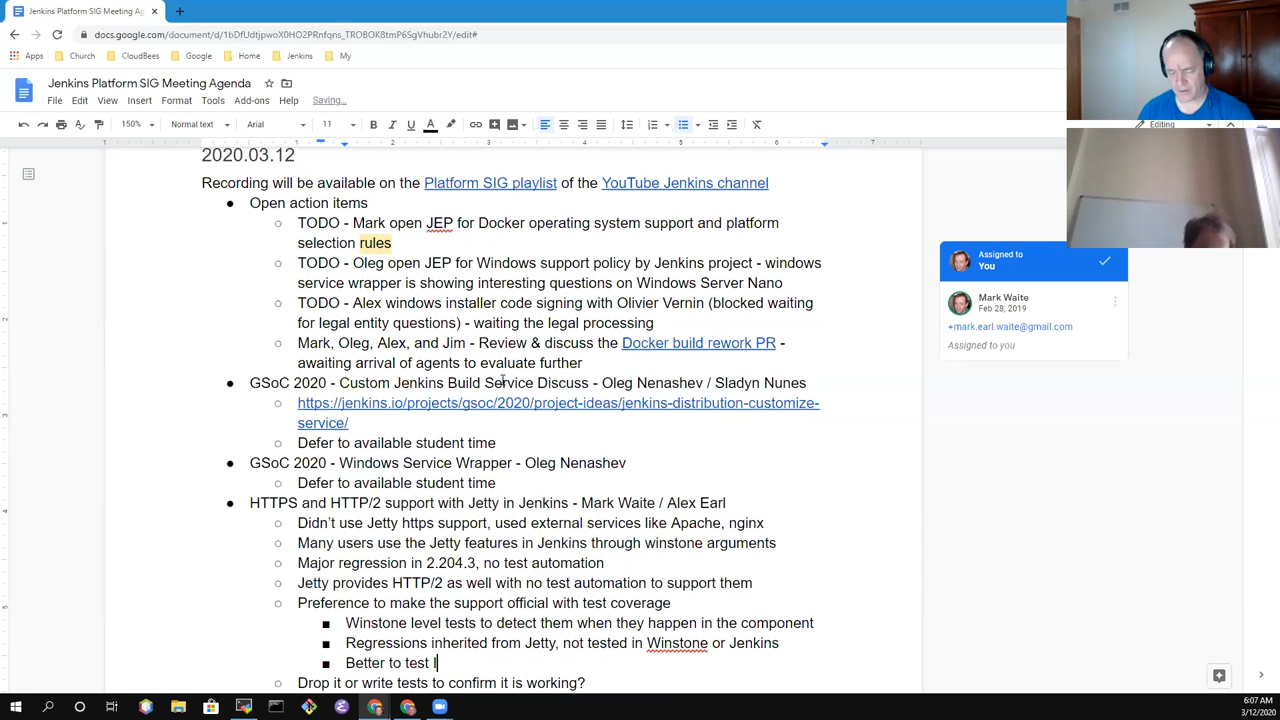 Jenkins Platform SIG Meeting Age
docs.google.com/document/d/1bDfUdtjpwoX0HO2PRnfqns_TROBOK8tmP6SgVhubr2Y/edit#
Apps Church CloudBees Google Home Jenkins My
Jenkins Platform SIG Meeting Agenda
File Edit View Insert Format Tools Add-ons Help Saving...
150% Normal text Arial 11 B I U A Editing
1 1 2 3 4 5 6 7
2020.03.12
Recording will be available on the Platform SIG playlist of the YouTube Jenkins channel
● Open action items
○ TODO - Mark open JEP for Docker operating system support and platform
selection rules
○ TODO - Oleg open JEP for Windows support policy by Jenkins project - windows
service wrapper is showing interesting questions on Windows Server Nano
○ TODO - Alex windows installer code signing with Olivier Vernin (blocked waiting
for legal entity questions) - waiting the legal processing
○ Mark, Oleg, Alex, and Jim - Review & discuss the Docker build rework PR -
awaiting arrival of agents to evaluate further
● GSoC 2020 - Custom Jenkins Build Service Discuss - Oleg Nenashev / Sladyn Nunes
○ https://jenkins.io/projects/gsoc/2020/project-ideas/jenkins-distribution-customize-
service/
○ Defer to available student time
● GSoC 2020 - Windows Service Wrapper - Oleg Nenashev
○ Defer to available student time
● HTTPS and HTTP/2 support with Jetty in Jenkins - Mark Waite / Alex Earl
○ Didn't use Jetty https support, used external services like Apache, nginx
○ Many users use the Jetty features in Jenkins through winstone arguments
○ Major regression in 2.204.3, no test automation
○ Jetty provides HTTP/2 as well with no test automation to support them
○ Preference to make the support official with test coverage
■ Winstone level tests to detect them when they happen in the component
■ Regressions inherited from Jetty, not tested in Winstone or Jenkins
■ Better to test I
○ Drop it or write tests to confirm it is working?
Assigned to
You
Mark Waite
Feb 28, 2019
+mark.earl.waite@gmail.com
Assigned to you
6:07 AM
3/12/2020